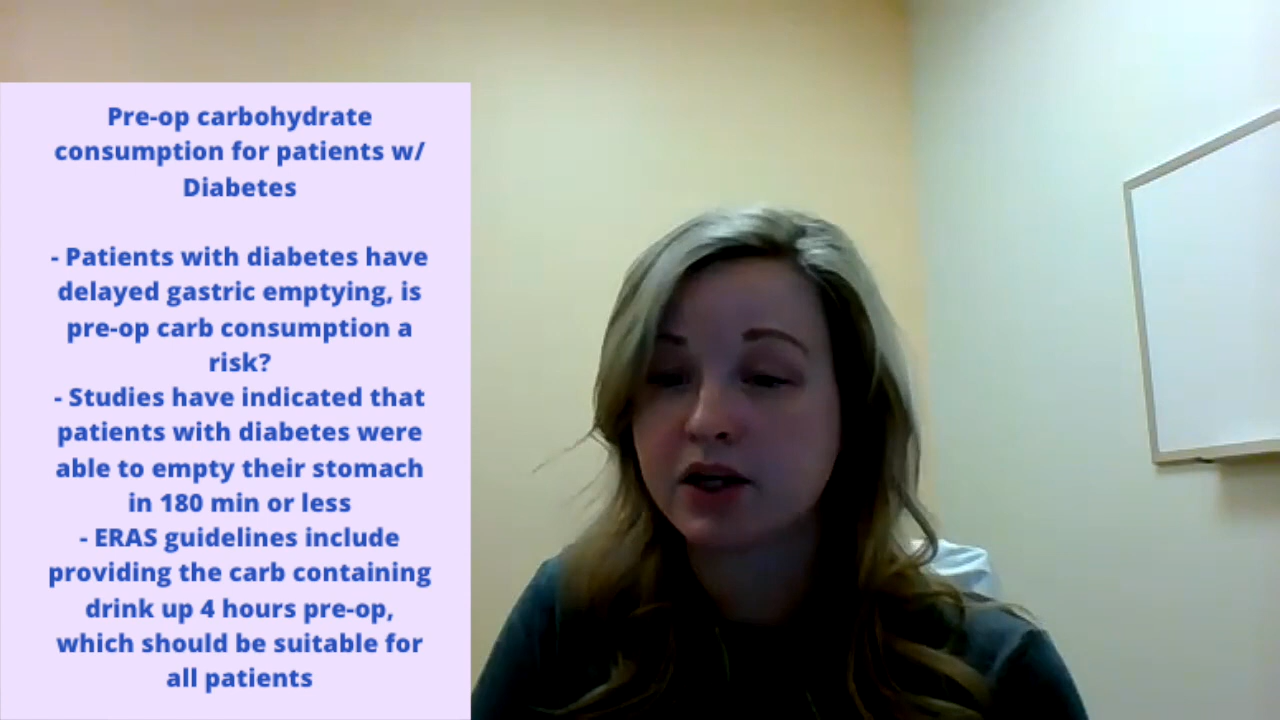 Pre-op carbohydrate
consumption for patients w/
Diabetes
- Patients with diabetes have
delayed gastric emptying, is
pre-op carb consumption a
risk?
- Studies have indicated that
patients with diabetes were
able to empty their stomach
in 180 min or less
- ERAS guidelines include
providing the carb containing
drink up 4 hours pre-op,
which should be suitable for
all patients